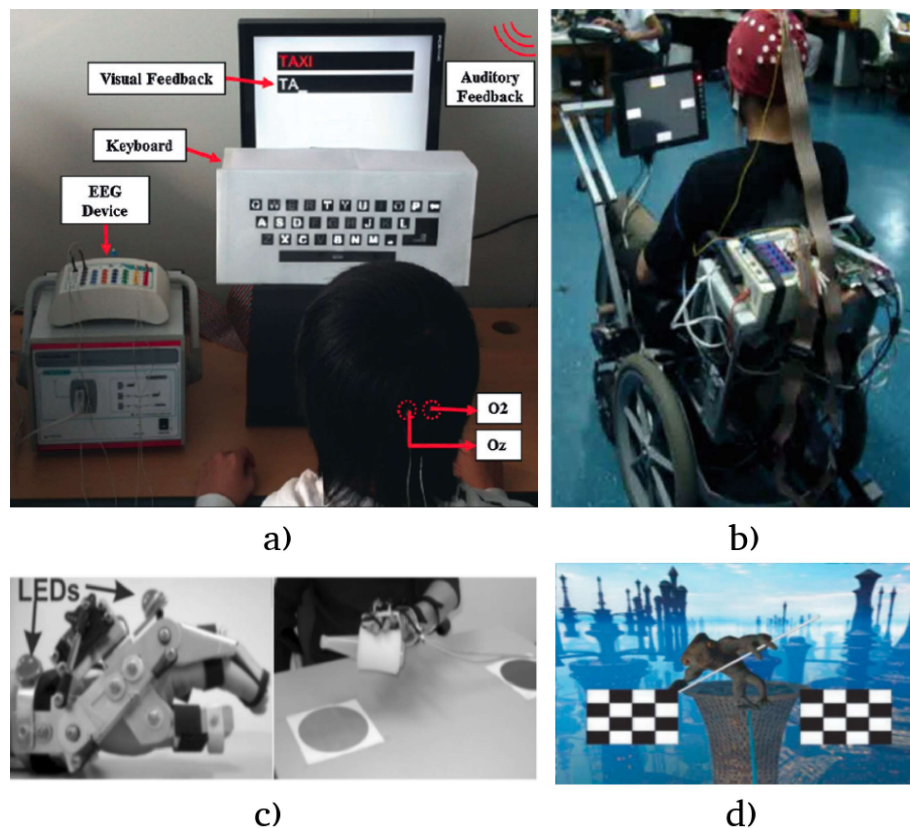 TAXI
TA_
Visual Feedback
Auditory
Feedback
Keyboard
Q W E R T Y U I O P ←
A S D F G H J K L
Z X C V B N M .
EEG
Device
O2
Oz
a)
b)
LEDs
c)
d)